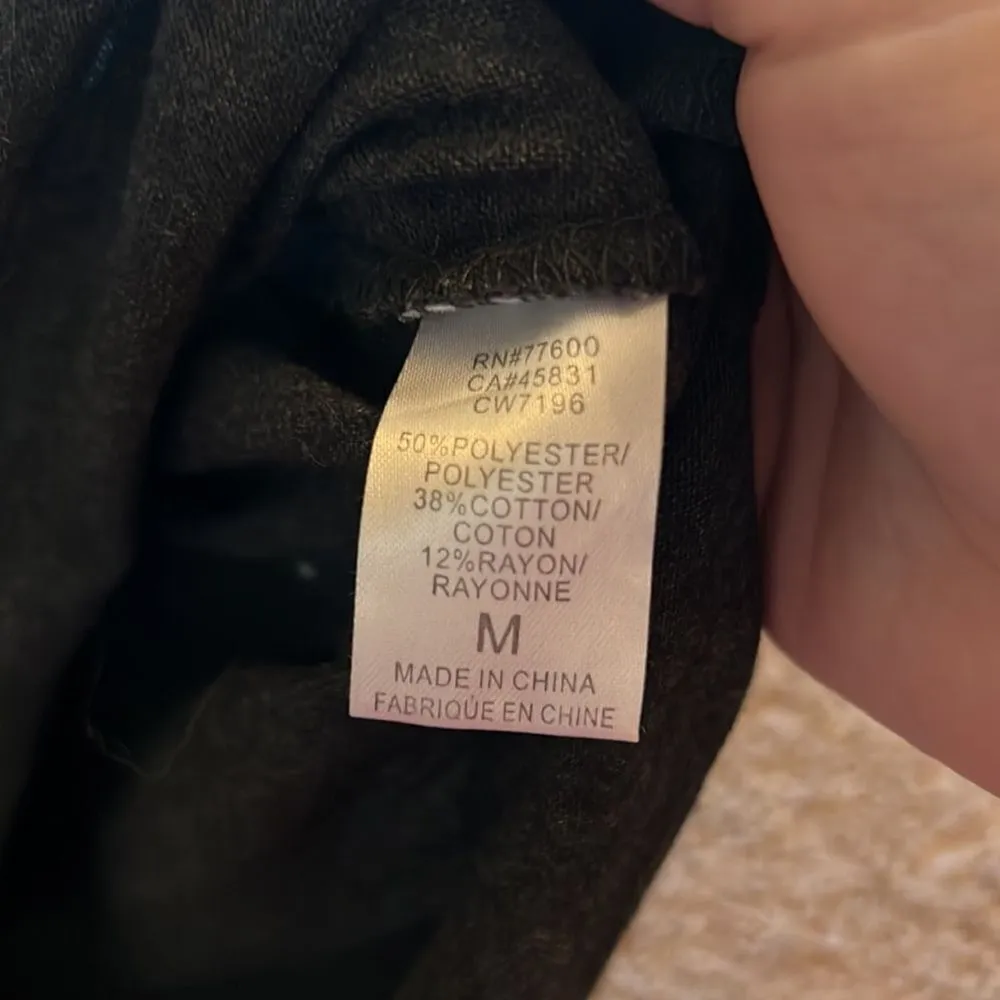 RN#77600
CA#45831
CW7196
50%POLYESTER/
POLYESTER
38%COTTON/
COTON
12%RAYON/
RAYONNE
M
MADE IN CHINA
FABRIQUÉ EN CHINE